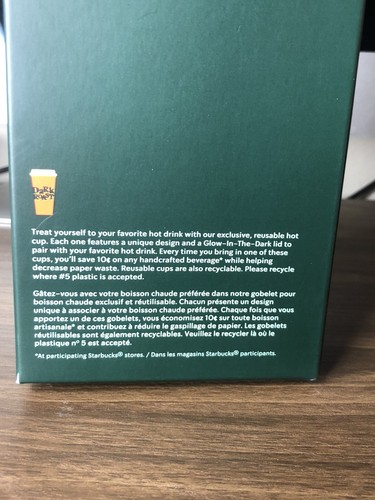 DARK
ROAST
Treat yourself to your favorite hot drink with our exclusive, reusable hot
cup. Each one features a unique design and a Glow-In-The-Dark lid to
pair with your favorite hot drink. Every time you bring in one of these
cups, you'll save 10¢ on any handcrafted beverage* while helping
decrease paper waste. Reusable cups are also recyclable. Please recycle
where #5 plastic is accepted.
Gâtez-vous avec votre boisson chaude préférée dans notre gobelet pour
boisson chaude exclusif et réutilisable. Chacun présente un design
unique à associer à votre boisson chaude préférée. Chaque fois que vous
apportez un de ces gobelets, vous économisez 10¢ sur toute boisson
artisanale* et contribuez à réduire le gaspillage de papier. Les gobelets
réutilisables sont également recyclables. Veuillez le recycler là où le
plastique nº 5 est accepté.
*At participating Starbucks® stores. / Dans les magasins Starbucks® participants.